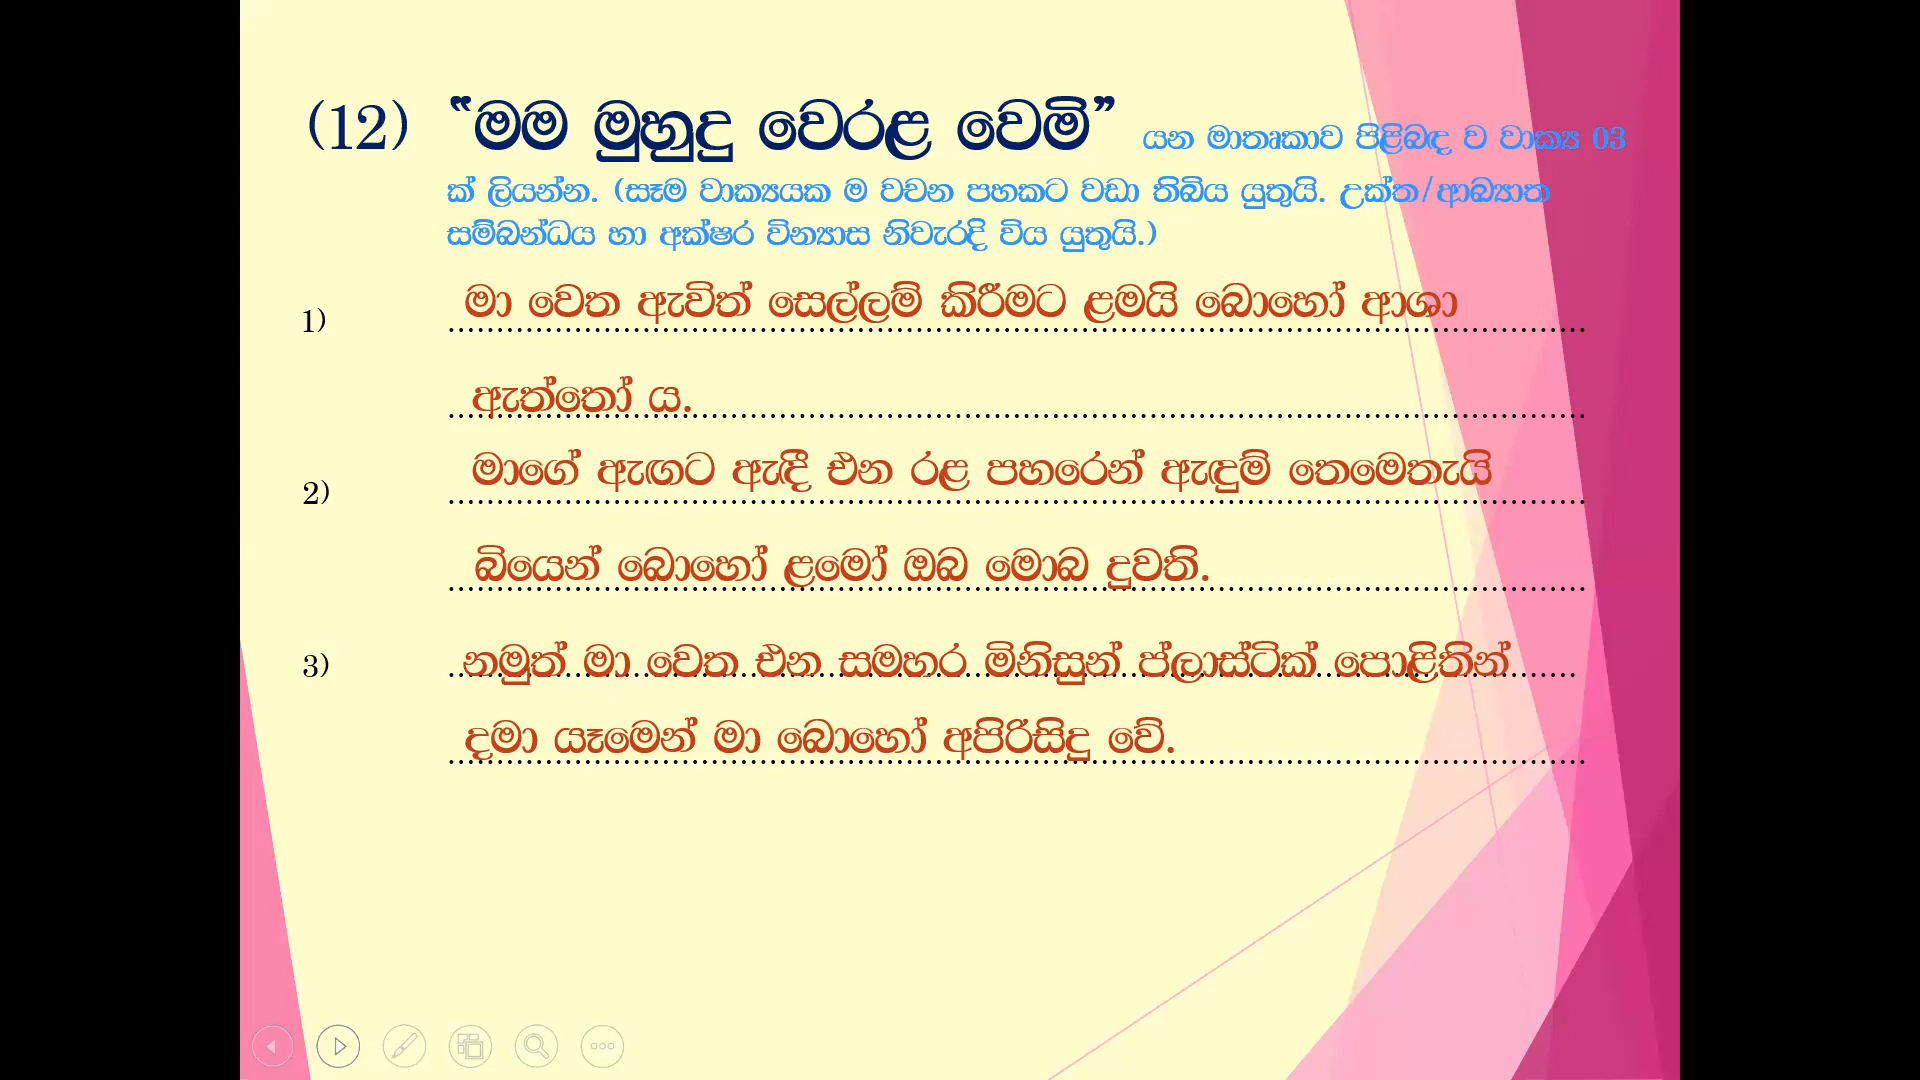 (12) “මම මුහුදු වෙරළ වෙමි” යන මාතෘකාව පිළිබඳ ව වාක්‍ය 03
ක් ලියන්න. (සෑම වාක්‍යයක ම වචන පහකට වඩා තිබිය යුතුයි. උක්ත/ආඛ්‍යාත
සම්බන්ධය හා අක්ෂර වින්‍යාස නිවැරදි විය යුතුයි.)
1) මා වෙත ඇවිත් සෙල්ලම් කිරීමට ළමයි බොහෝ ආශා
ඇත්තෝ ය.
2) මාගේ ඇඟට ඇඳී එන රළ පහරෙන් ඇඳුම් තෙමෙතැයි
බියෙන් බොහෝ ළමෝ ඔබ මොබ දුවති.
3) නමුත් මා වෙත එන සමහර මිනිසුන් ප්ලාස්ටික් පොළිතින්
දමා යෑමෙන් මා බොහෝ අපිරිසිදු වේ.